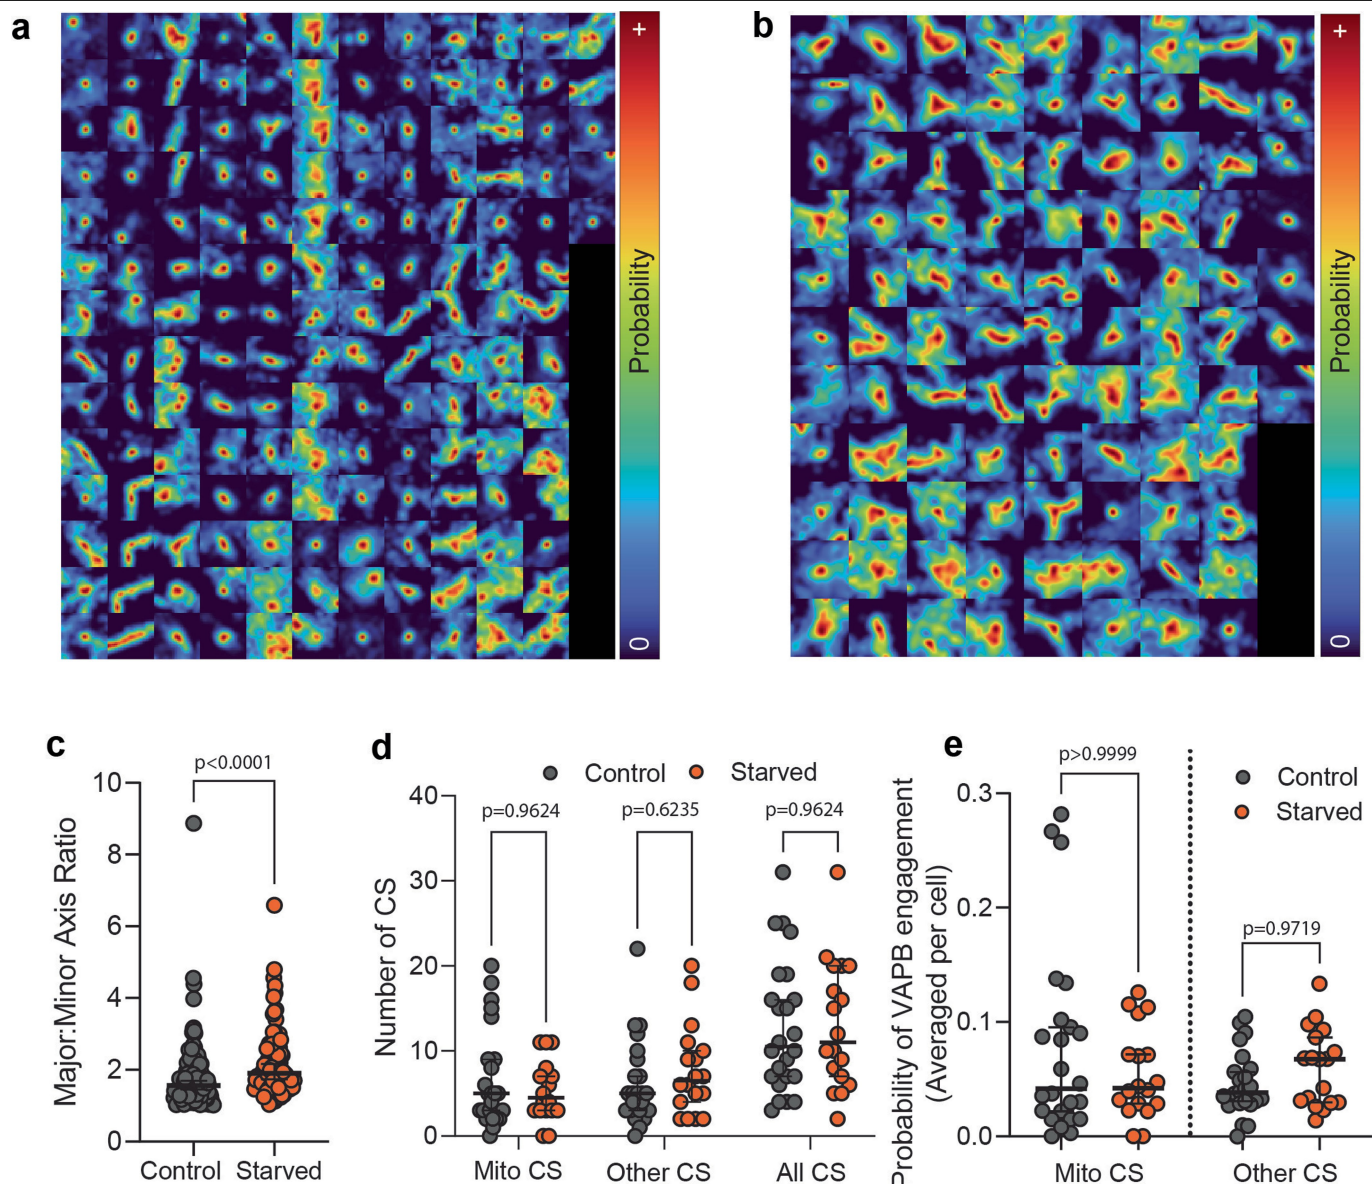 a
+
Probability
0
b
+
Probability
0
c
p<0.0001
Major:Minor Axis Ratio
10
8
6
4
2
0
Control
Starved
d
Control
Starved
Number of CS
40
30
20
10
0
p=0.9624
p=0.6235
p=0.9624
Mito CS
Other CS
All CS
e
Probability of VAPB engagement
(Averaged per cell)
0.3
0.2
0.1
0.0
p>0.9999
p=0.9719
Control
Starved
Mito CS
Other CS